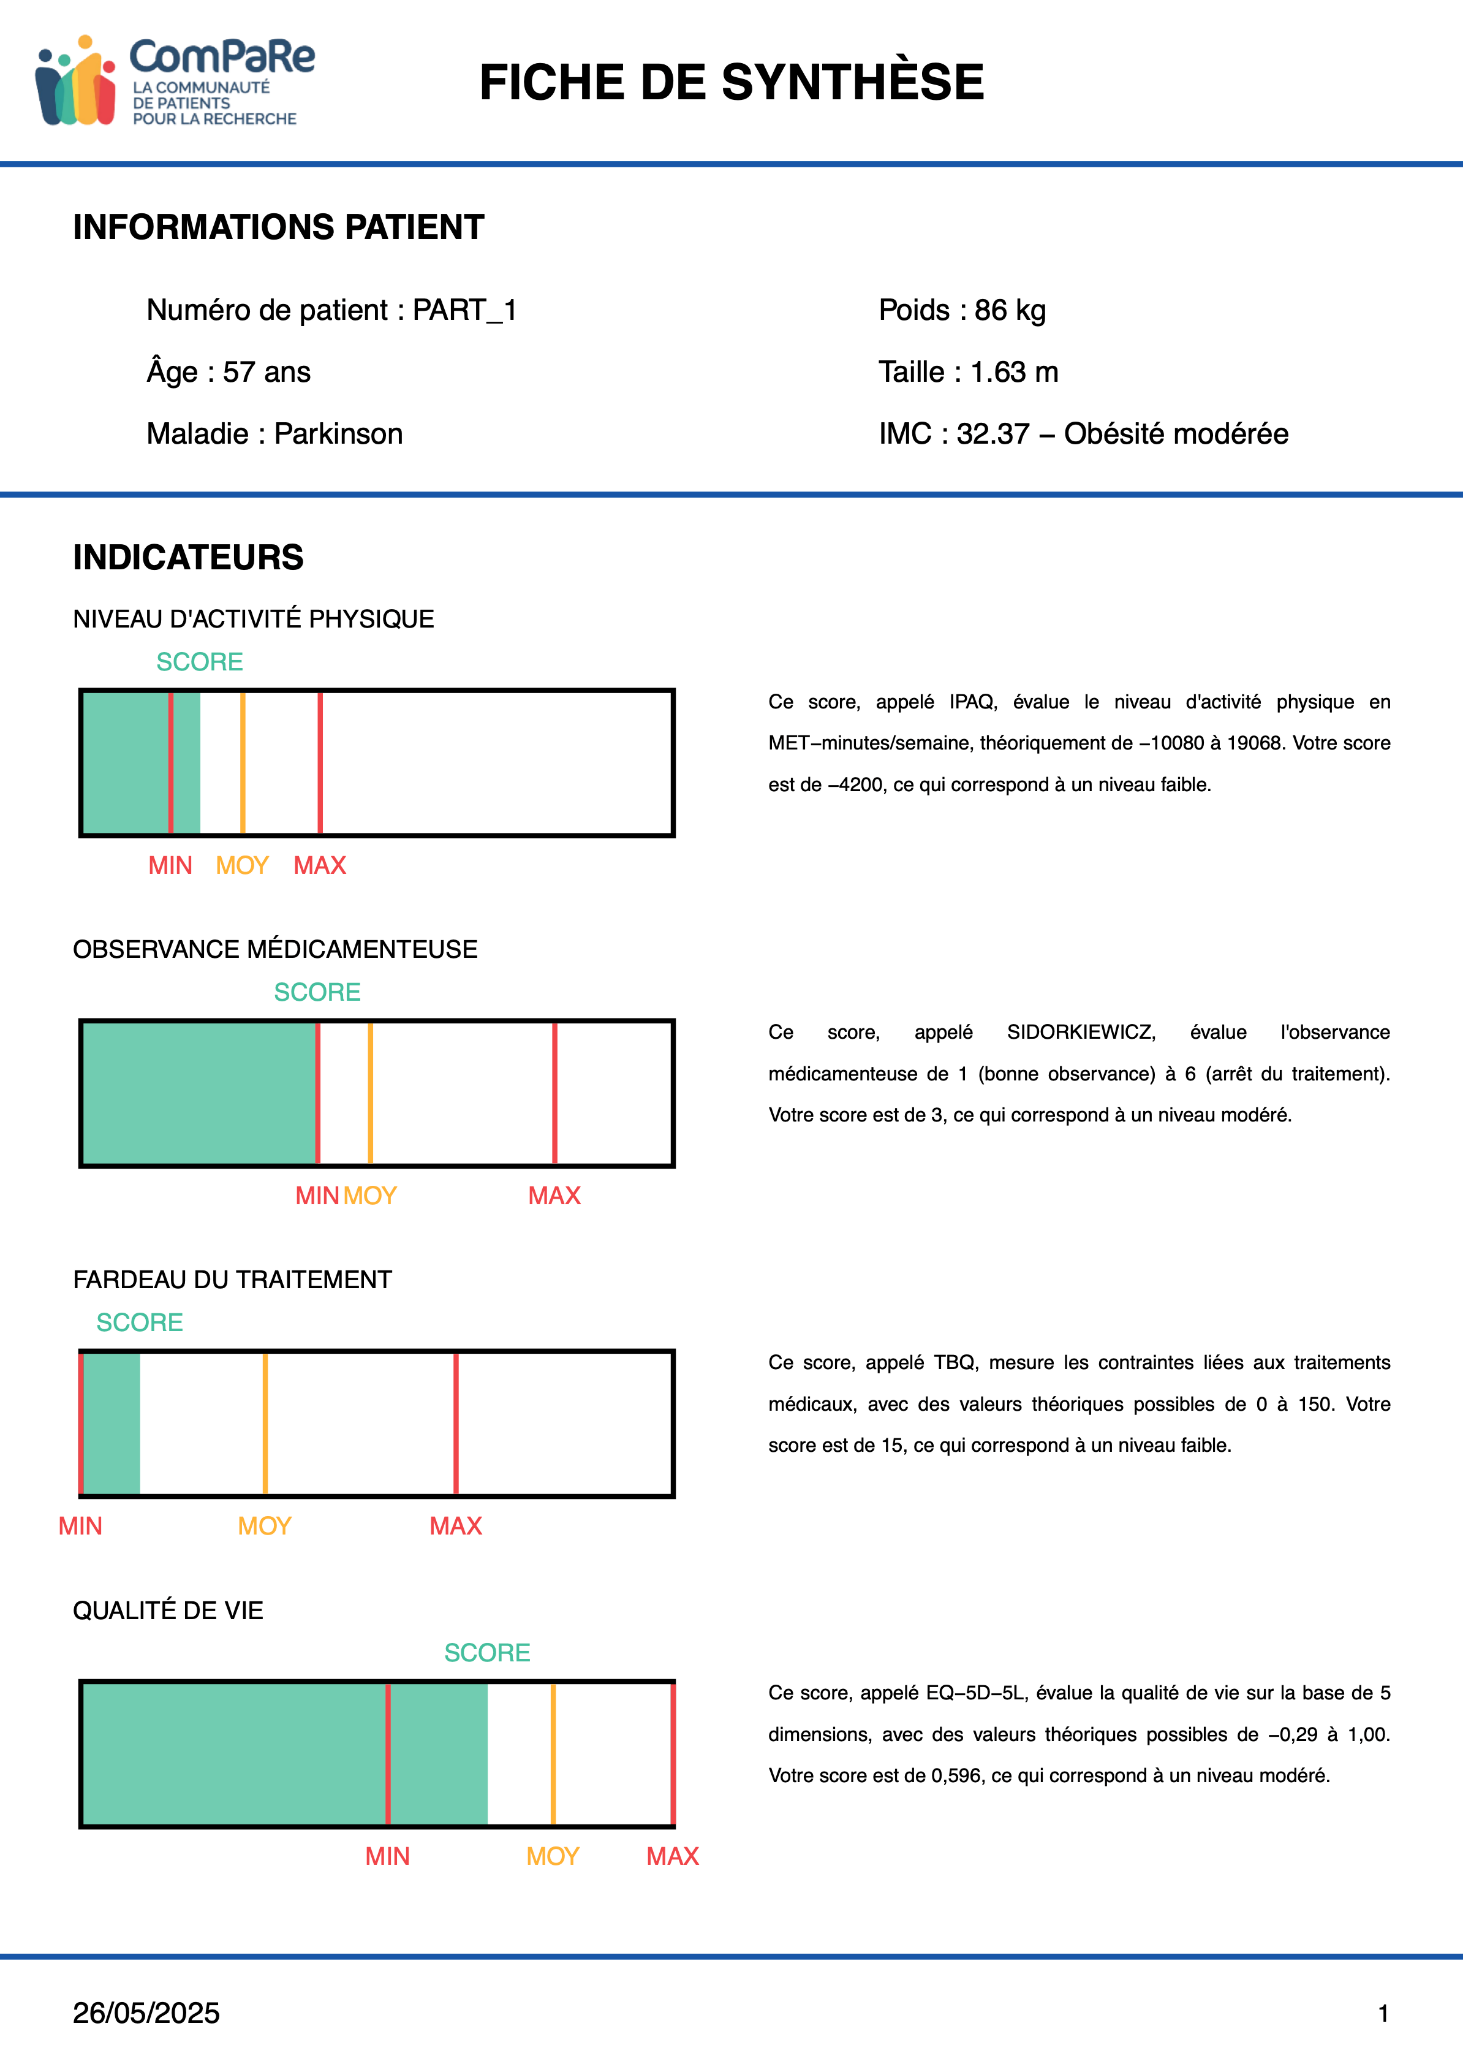 ComPaRe
LA COMMUNAUTÉ
DE PATIENTS
POUR LA RECHERCHE
FICHE DE SYNTHÈSE
INFORMATIONS PATIENT
Numéro de patient : PART_1
Poids : 86 kg
Âge : 57 ans
Taille : 1.63 m
Maladie : Parkinson
IMC : 32.37 – Obésité modérée
INDICATEURS
NIVEAU D'ACTIVITÉ PHYSIQUE
SCORE
MIN MOY MAX
Ce score, appelé IPAQ, évalue le niveau d'activité physique en
MET–minutes/semaine, théoriquement de –10080 à 19068. Votre score
est de –4200, ce qui correspond à un niveau faible.
OBSERVANCE MÉDICAMENTEUSE
SCORE
MIN MOY MAX
Ce score, appelé SIDORKIEWICZ, évalue l'observance
médicamenteuse de 1 (bonne observance) à 6 (arrêt du traitement).
Votre score est de 3, ce qui correspond à un niveau modéré.
FARDEAU DU TRAITEMENT
SCORE
MIN MOY MAX
Ce score, appelé TBQ, mesure les contraintes liées aux traitements
médicaux, avec des valeurs théoriques possibles de 0 à 150. Votre
score est de 15, ce qui correspond à un niveau faible.
QUALITÉ DE VIE
SCORE
MIN MOY MAX
Ce score, appelé EQ–5D–5L, évalue la qualité de vie sur la base de 5
dimensions, avec des valeurs théoriques possibles de –0,29 à 1,00.
Votre score est de 0,596, ce qui correspond à un niveau modéré.
26/05/2025
1